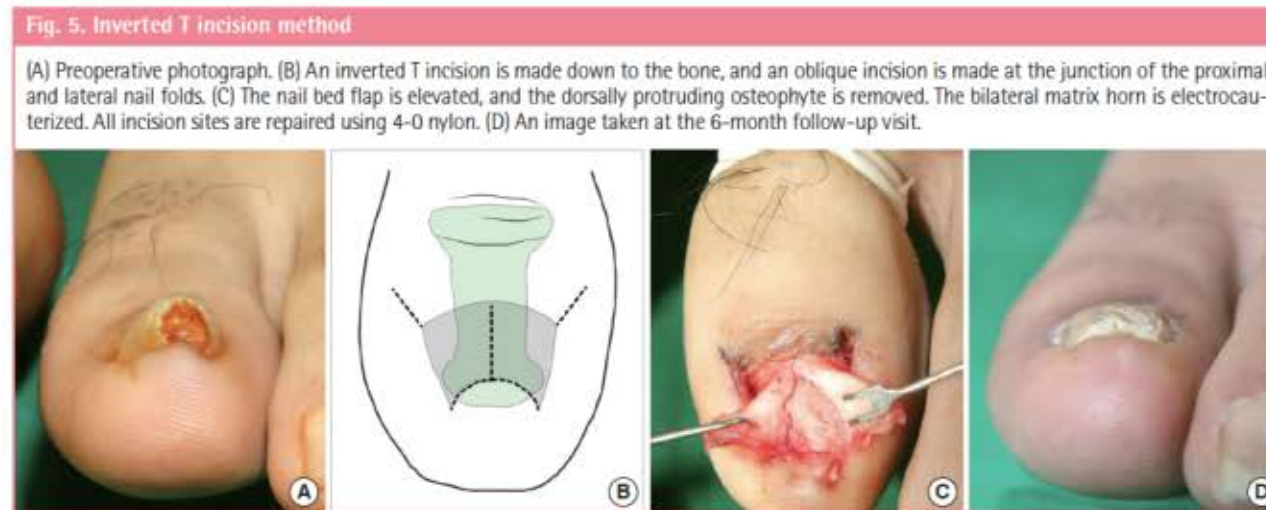 Fig. 5. Inverted T incision method
(A) Preoperative photograph. (B) An inverted T incision is made down to the bone, and an oblique incision is made at the junction of the proximal
and lateral nail folds. (C) The nail bed flap is elevated, and the dorsally protruding osteophyte is removed. The bilateral matrix horn is electrocau-
terized. All incision sites are repaired using 4-0 nylon. (D) An image taken at the 6-month follow-up visit.
A B C D